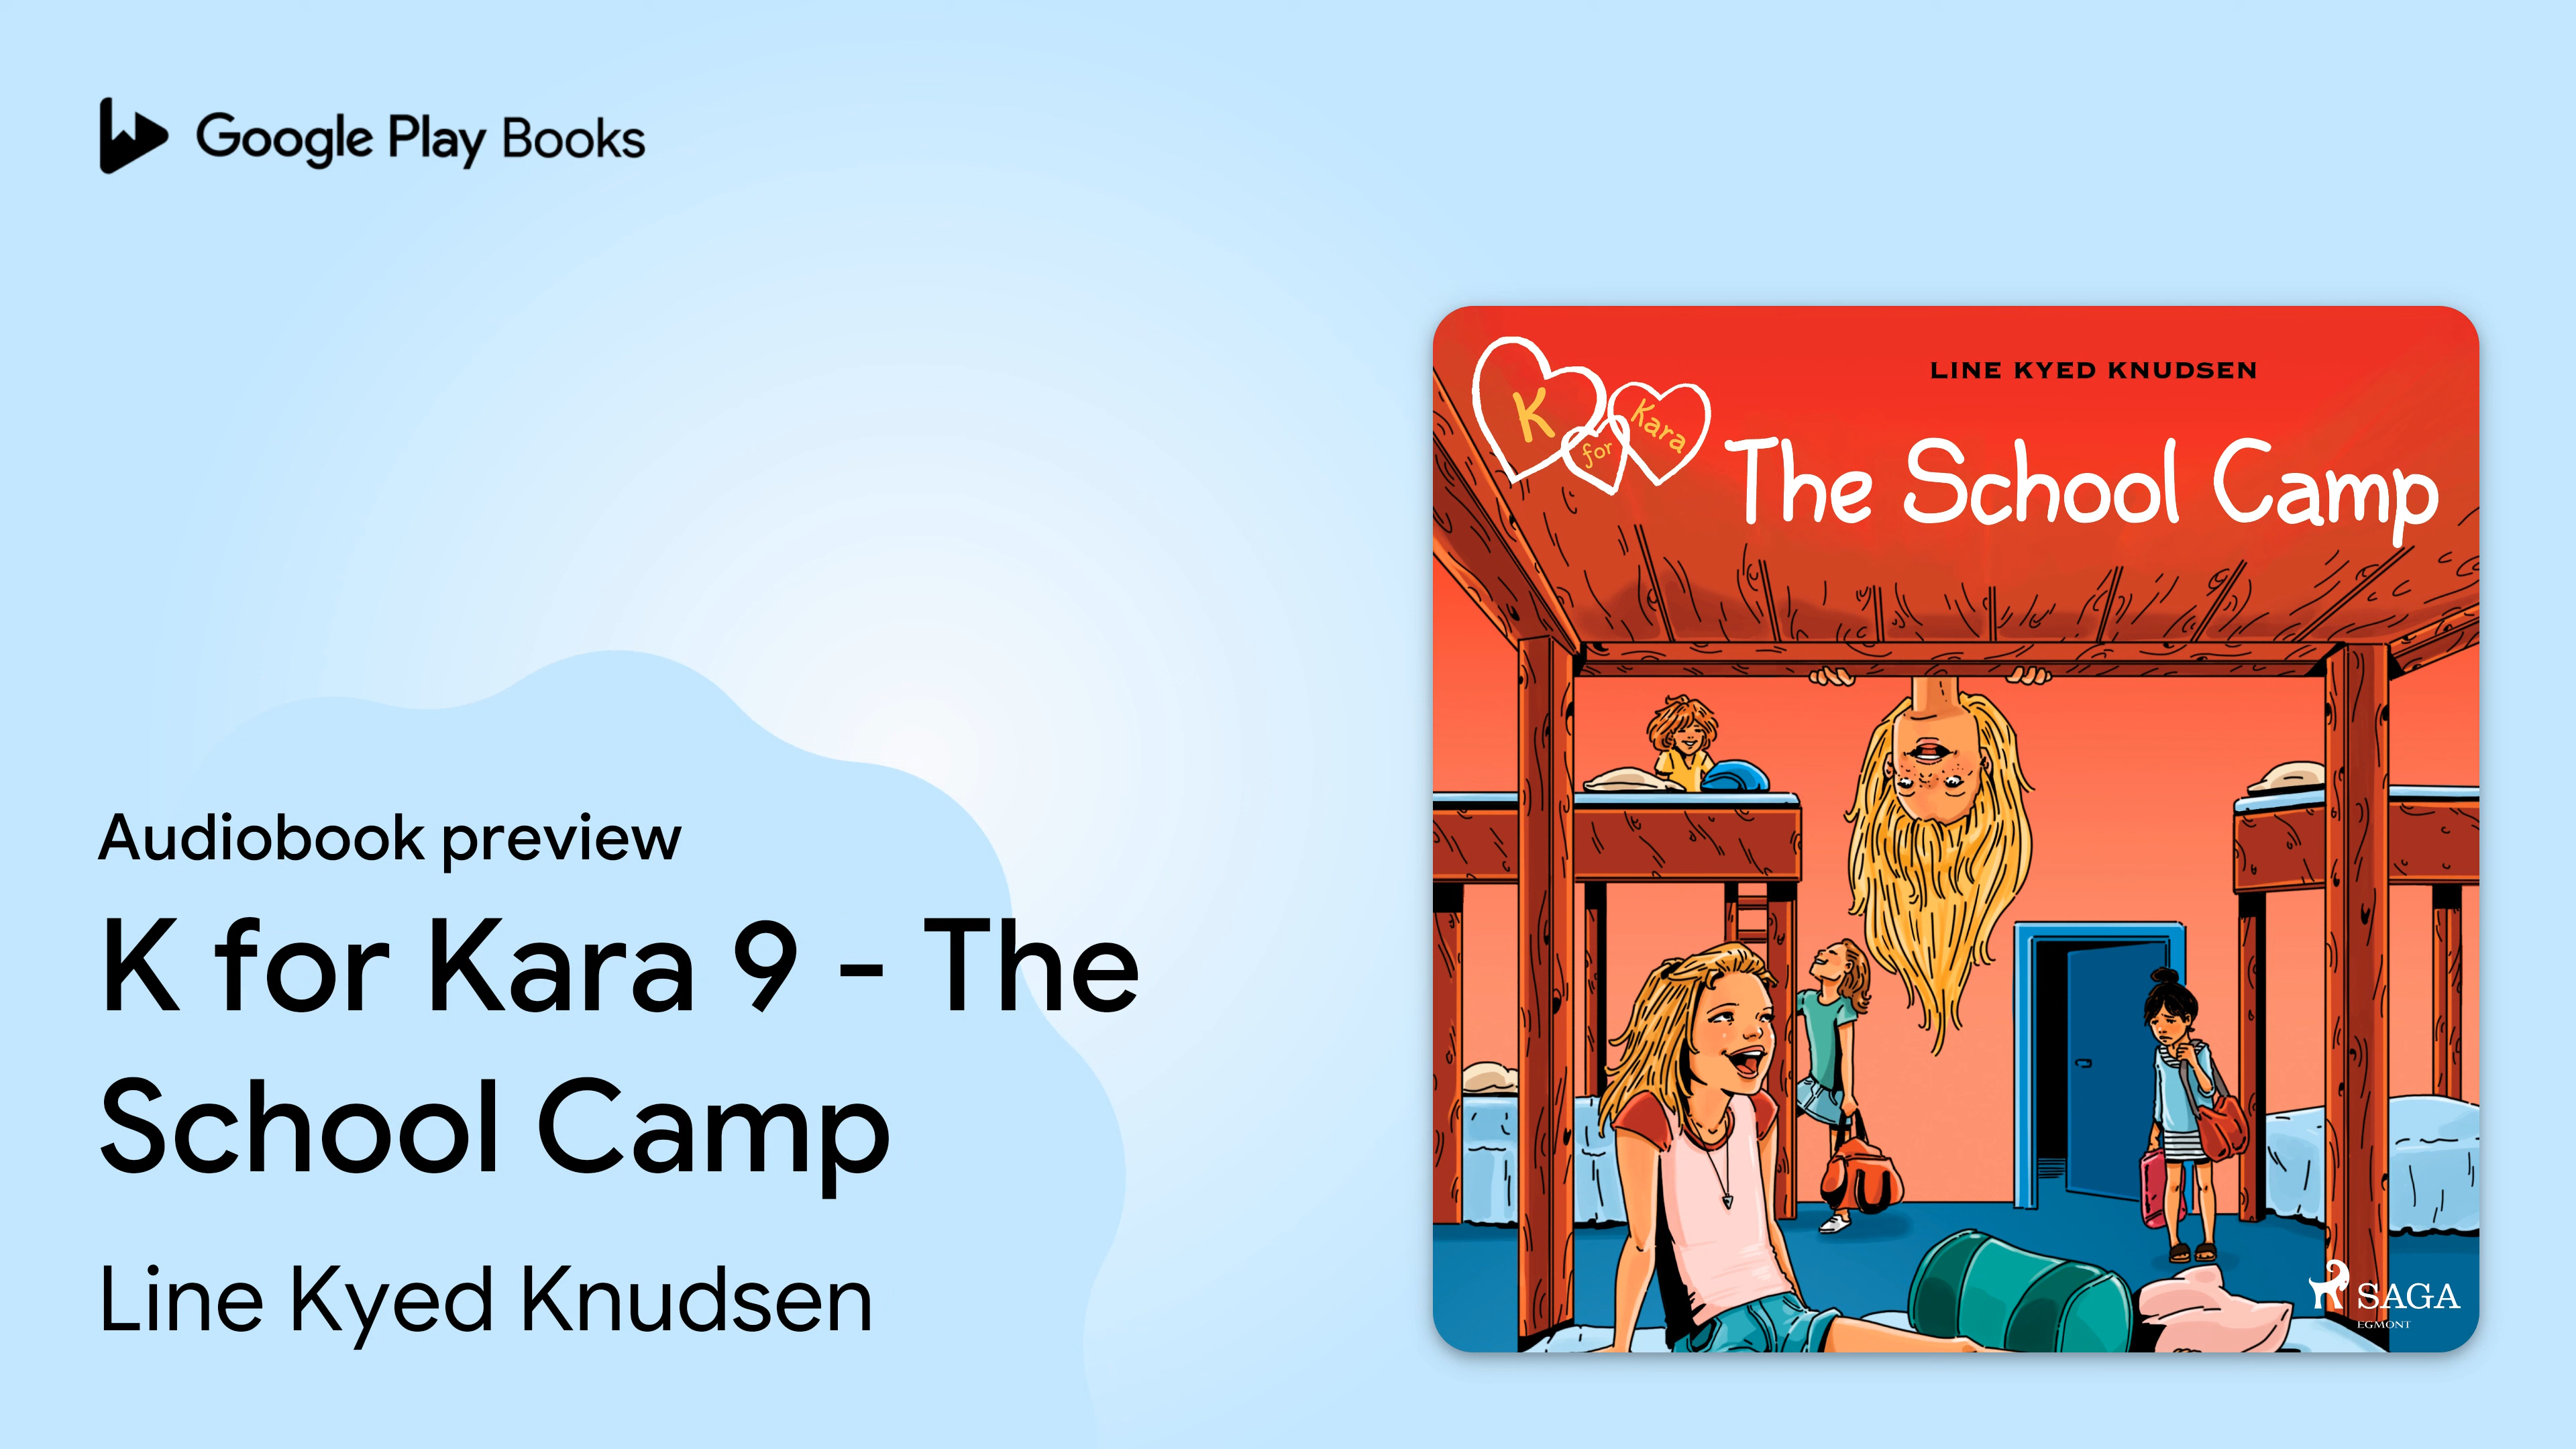 Google Play Books
Audiobook preview
K for Kara 9 - The
School Camp
Line Kyed Knudsen
LINE KYED KNUDSEN
K for Kara
The School Camp
SAGA
EGMONT